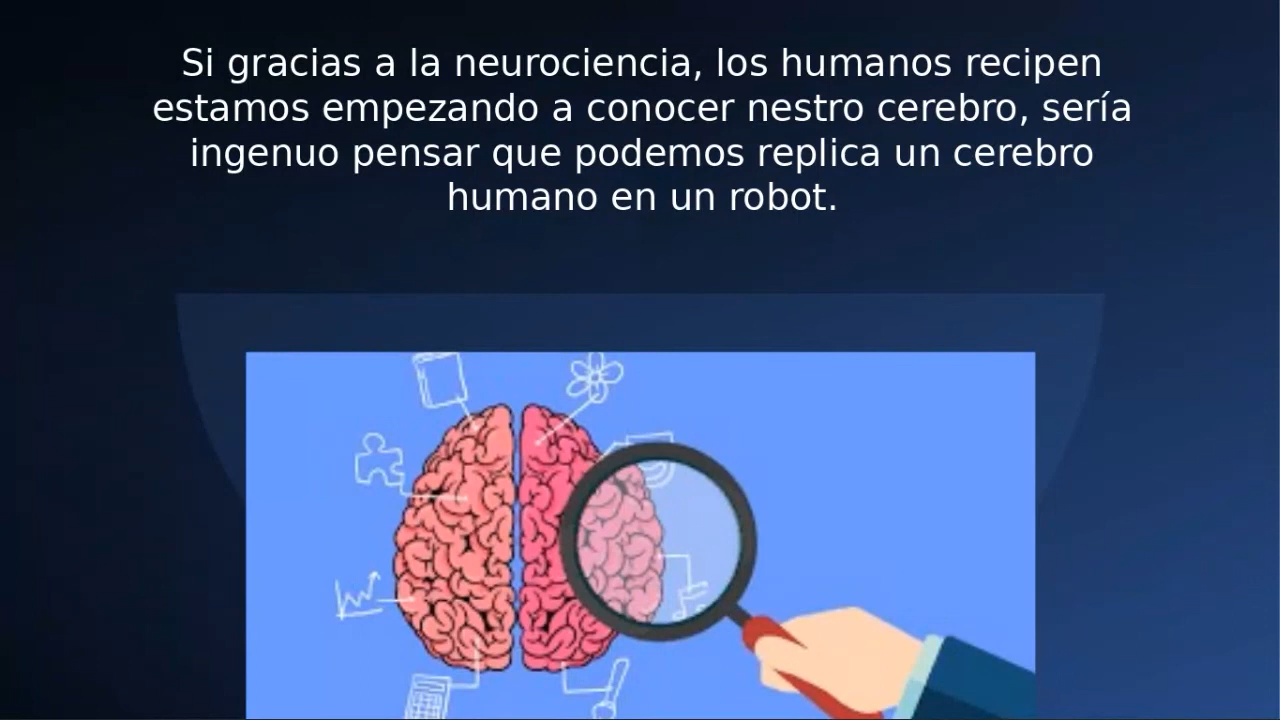 Si gracias a la neurociencia, los humanos recipen
estamos empezando a conocer nestro cerebro, sería
ingenuo pensar que podemos replica un cerebro
humano en un robot.